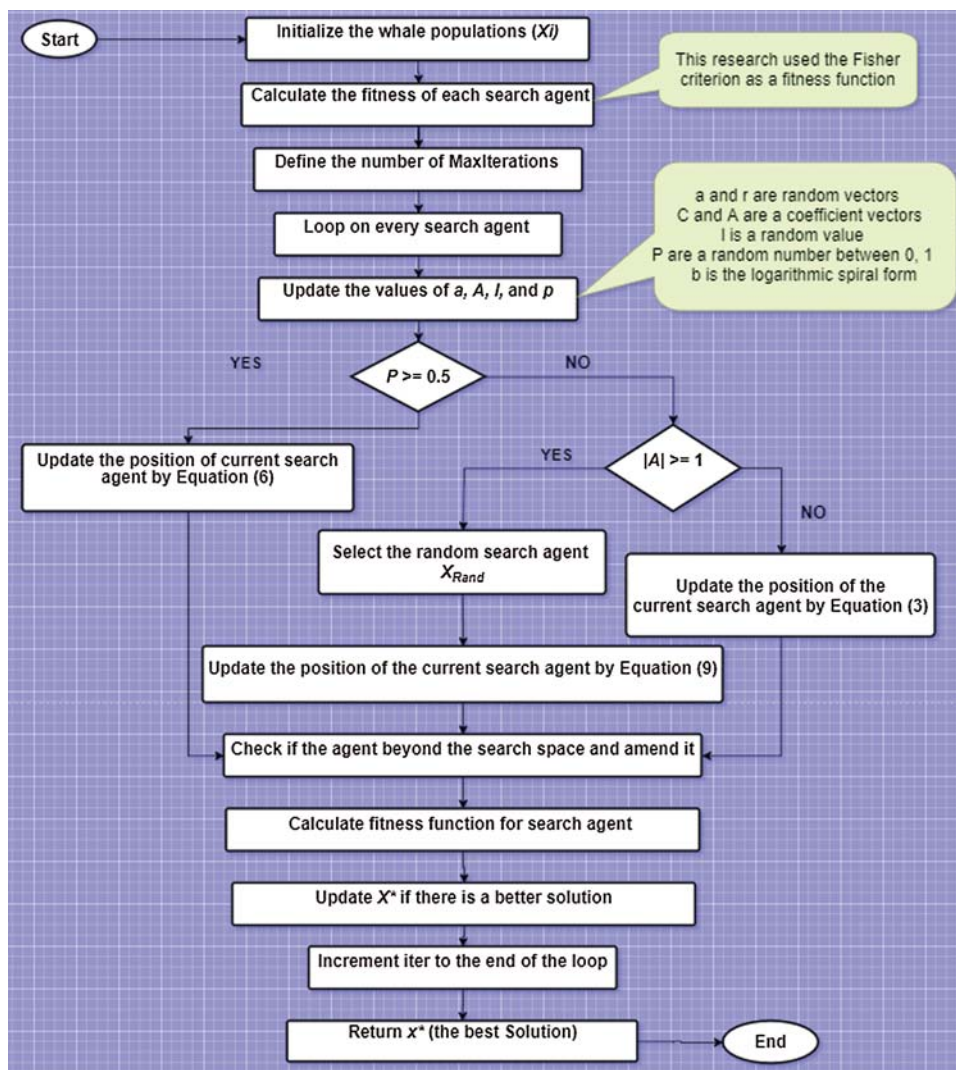 Start
Initialize the whale populations (Xi)
This research used the Fisher
criterion as a fitness function
Calculate the fitness of each search agent
Define the number of MaxIterations
Loop on every search agent
a and r are random vectors
C and A are a coefficient vectors
l is a random value
P are a random number between 0, 1
b is the logarithmic spiral form
Update the values of a, A, l, and p
YES
P >= 0.5
NO
Update the position of current search
agent by Equation (6)
YES
|A| >= 1
NO
Select the random search agent
XRand
Update the position of the
current search agent by Equation (3)
Update the position of the current search agent by Equation (9)
Check if the agent beyond the search space and amend it
Calculate fitness function for search agent
Update X* if there is a better solution
Increment iter to the end of the loop
Return x* (the best Solution)
End